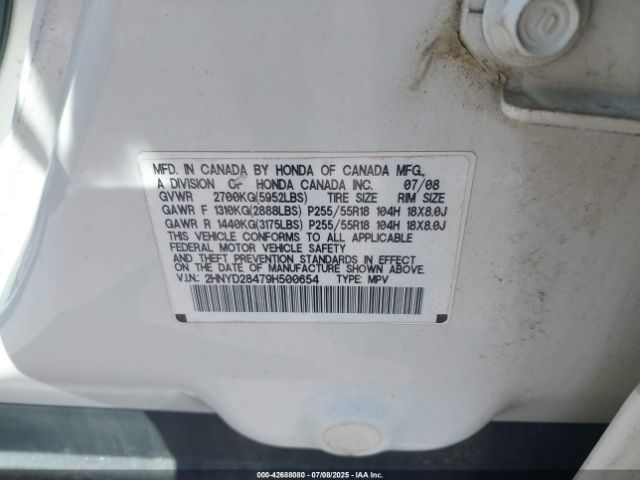 MFD. IN CANADA BY HONDA OF CANADA MFG.,
A DIVISION OF HONDA CANADA INC. 07/08
GVWR 2700KG(5952LBS) TIRE SIZE RIM SIZE
GAWR F 1310KG(2888LBS) P255/55R18 104H 18X8.0J
GAWR R 1440KG(3175LBS) P255/55R18 104H 18X8.0J
THIS VEHICLE CONFORMS TO ALL APPLICABLE
FEDERAL MOTOR VEHICLE SAFETY
AND THEFT PREVENTION STANDARDS IN EFFECT
ON THE DATE OF MANUFACTURE SHOWN ABOVE.
V.I.N.: 2HNYD28479H500654 TYPE: MPV
000-42688080 - 07/08/2025 - IAAI.COM